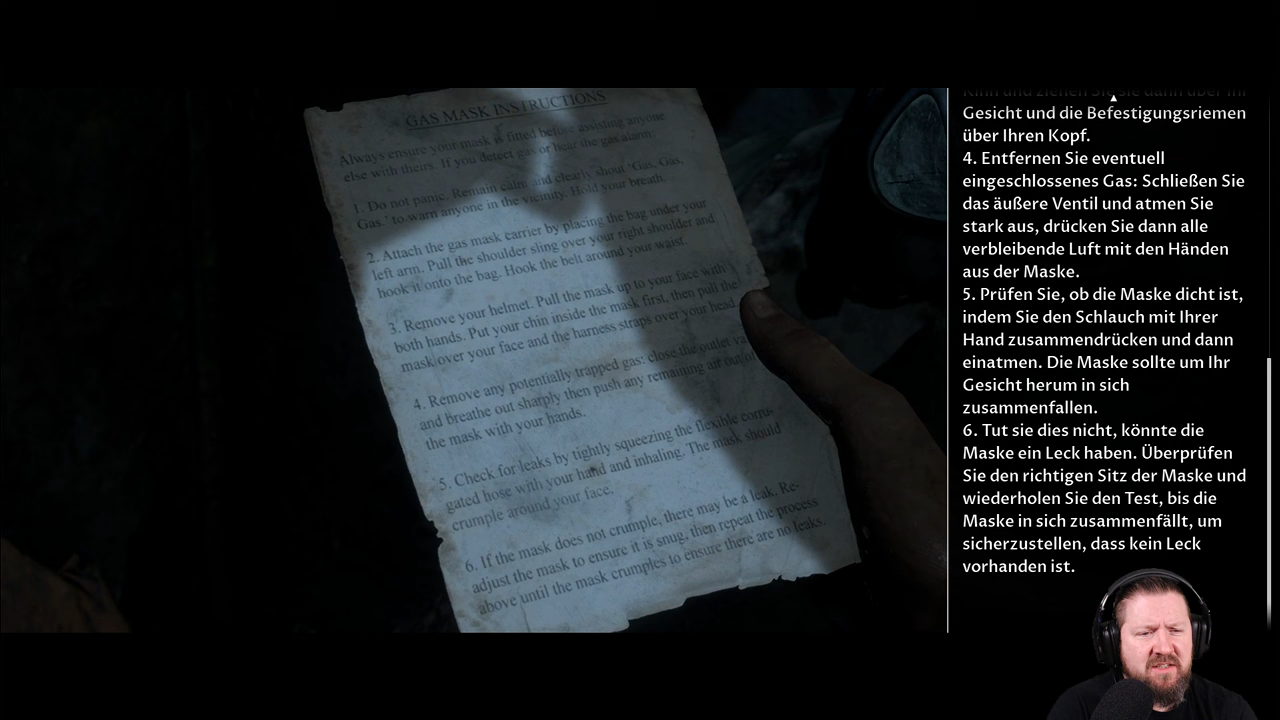 GAS MASK INSTRUCTIONS
Always ensure your mask is fitted before assisting anyone
else with theirs. If you detect gas or hear the gas alarm:
1. Do not panic. Remain calm and clearly shout 'Gas, Gas,
Gas.' to warn anyone in the vicinity. Hold your breath.
2. Attach the gas mask carrier by placing the bag under your
left arm. Pull the shoulder sling over your right shoulder and
hook it onto the bag. Hook the belt around your waist.
3. Remove your helmet. Pull the mask up to your face with
both hands. Put your chin inside the mask first, then pull the
mask over your face and the harness straps over your head
4. Remove any potentially trapped gas: close the outlet
and breathe out sharply then push any remaining air out of
the mask with your hands.
5. Check for leaks by tightly squeezing the flexible corru-
gated hose with your hand and inhaling. The mask should
crumple around your face.
6. If the mask does not crumple, there may be a leak. Re-
adjust the mask to ensure it is snug, then repeat the process
above until the mask crumples to ensure there are no leaks.
Kinn und ziehen Sie sie dann über Ihr
Gesicht und die Befestigungsriemen
über Ihren Kopf.
4. Entfernen Sie eventuell
eingeschlossenes Gas: Schließen Sie
das äußere Ventil und atmen Sie
stark aus, drücken Sie dann alle
verbleibende Luft mit den Händen
aus der Maske.
5. Prüfen Sie, ob die Maske dicht ist,
indem Sie den Schlauch mit Ihrer
Hand zusammendrücken und dann
einatmen. Die Maske sollte um Ihr
Gesicht herum in sich
zusammenfallen.
6. Tut sie dies nicht, könnte die
Maske ein Leck haben. Überprüfen
Sie den richtigen Sitz der Maske und
wiederholen Sie den Test, bis die
Maske in sich zusammenfällt, um
sicherzustellen, dass kein Leck
vorhanden ist.